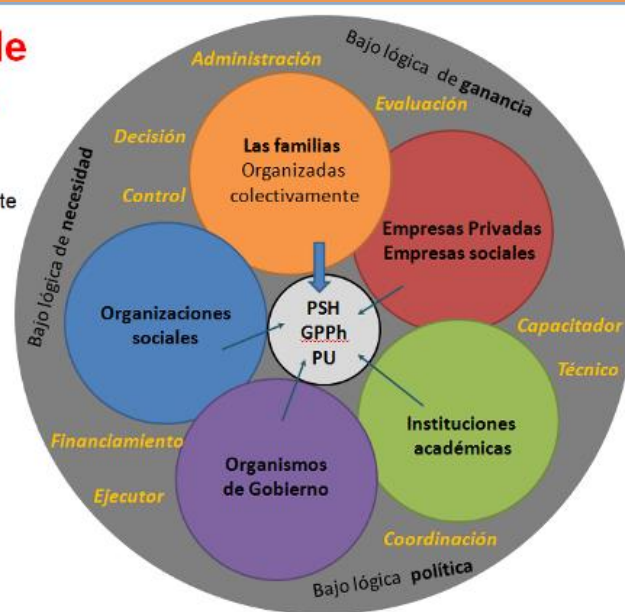 le
te
Administración
Bajo lógica de ganancia
Evaluación
Decisión
Las familias
Organizadas
colectivamente
Bajo lógica de necesidad
Control
Empresas Privadas
Empresas sociales
Organizaciones
sociales
PSH
GPPh
PU
Capacitador
Técnico
Instituciones
académicas
Financiamiento
Organismos
de Gobierno
Ejecutor
Coordinación
Bajo lógica política